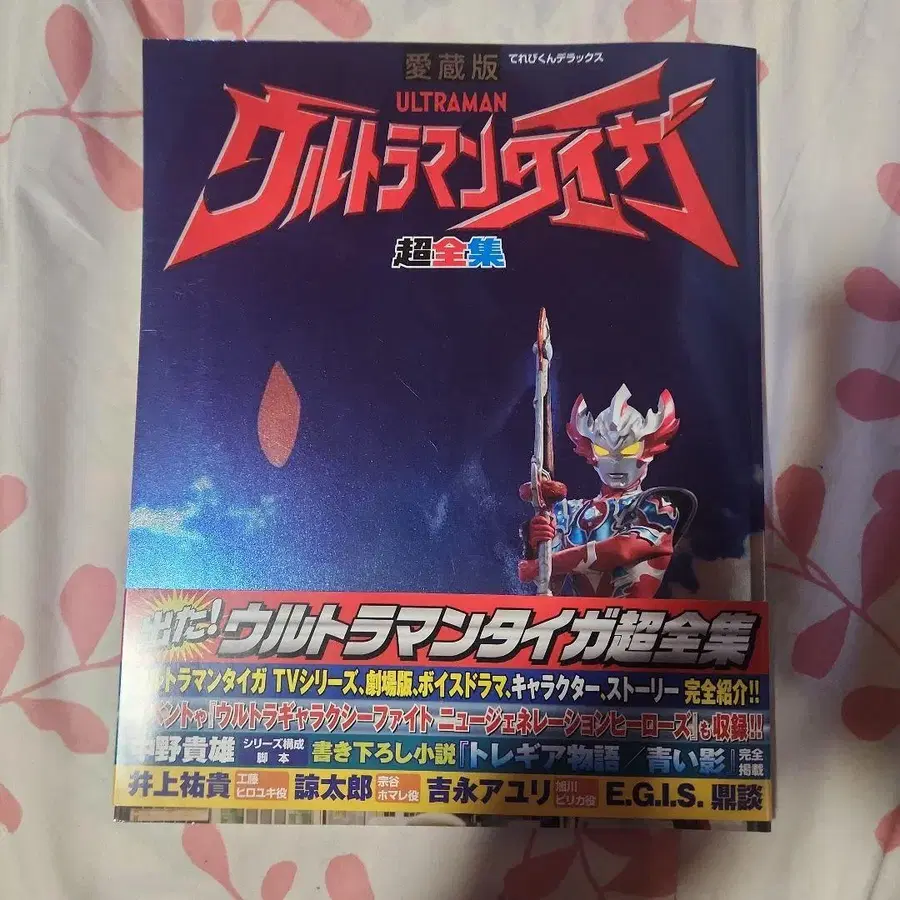 愛蔵版 てれびくんデラックス
ULTRAMAN
ウルトラマンタイガ
超全集
出た! ウルトラマンタイガ超全集
ルトラマンタイガ TVシリーズ、劇場版、ボイスドラマ、キャラクター、ストーリー 完全紹介!!
ベントや『ウルトラギャラクシーファイト ニュージェネレーションヒーローズ』も収録!!
中野貴雄 シリーズ構成 脚本 書き下ろし小説『トレギア物語/青い影』完全掲載
井上祐貴 工藤ヒロユキ役 諒太郎 宗谷ホマレ役 吉永アユリ 旭川ピリカ役 E.G.I.S. 鼎談